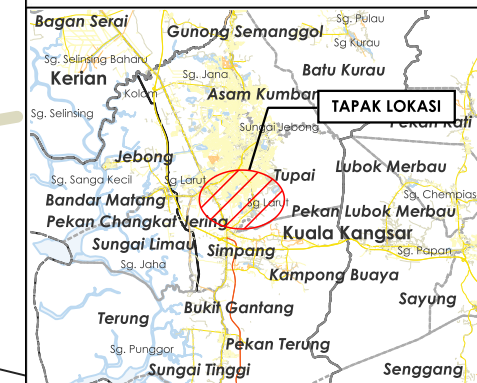 Bagan Serai
Gunong Semanggol
Sg. Pulau
Sg Kurau
Sg. Selinsing Baharu
Kerian
Sg. Jana
Batu Kurau
Kolam
Asam Kumban
TAPAK LOKASI
Sg. Selinsing
Sungai Jebong
Pekan Kati
Jebong
Lubok Merbau
Sg. Sanga Kecil
Sg Larut
Tupai
Sg. Chempias
Bandar Matang
Sg Larut
Pekan Lubok Merbau
Pekan Changkat Jering
Kuala Kangsar
Sungai Limau
Simpang
Sg. Papan
Sg. Jaha
Kampong Buaya
Sayung
Bukit Gantang
Terung
Pekan Terung
Sg. Punggor
Sungai Tinggi
Senggang